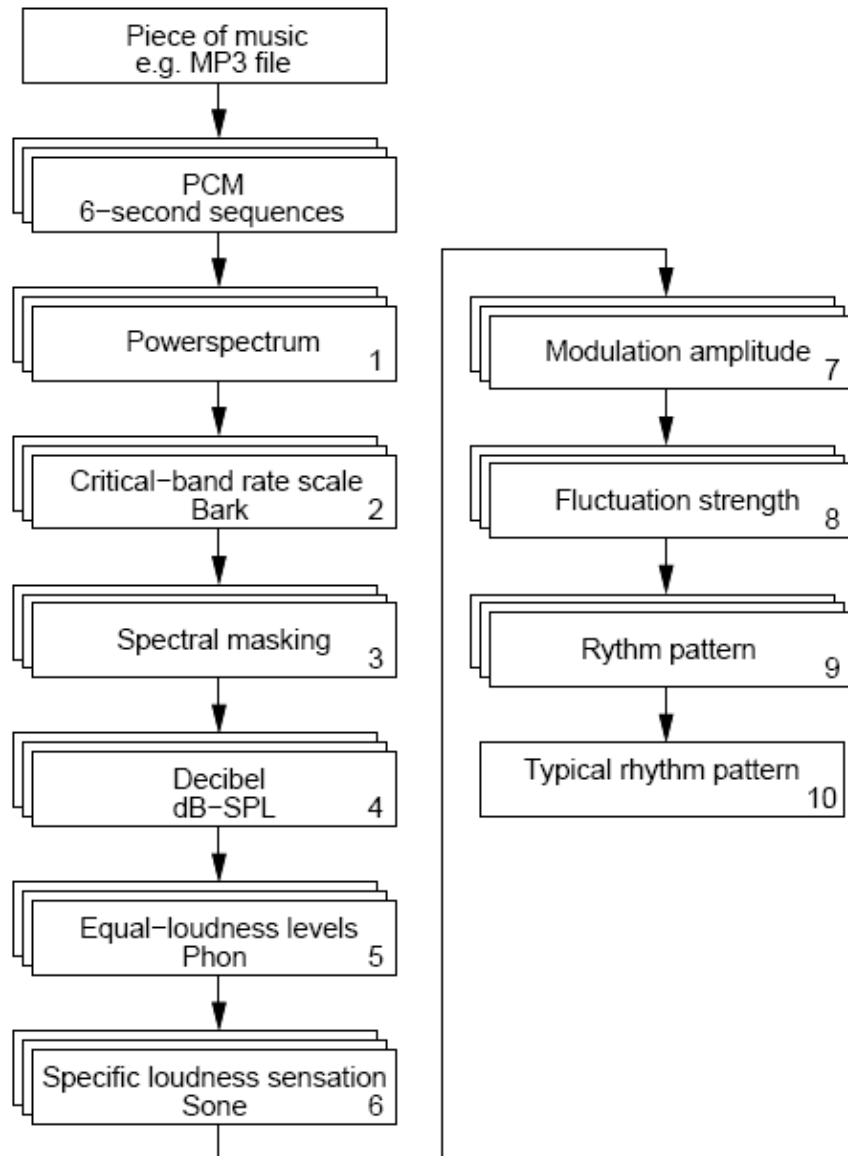 Piece of music
e.g. MP3 file
PCM
6−second sequences
Powerspectrum
1
Critical−band rate scale
Bark
2
Spectral masking
3
Decibel
dB−SPL
4
Equal−loudness levels
Phon
5
Specific loudness sensation
Sone
6
Modulation amplitude
7
Fluctuation strength
8
Rythm pattern
9
Typical rhythm pattern
10